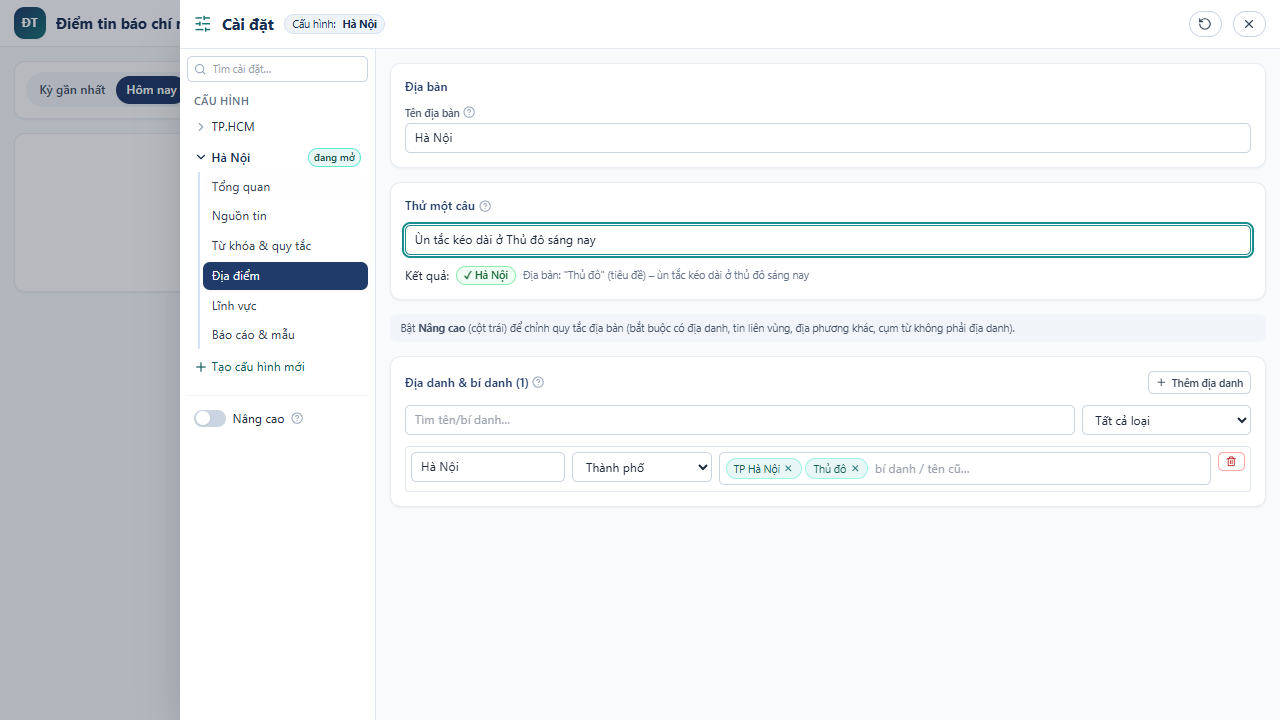 ĐT Điểm tin báo chí
Kỳ gần nhất Hôm nay
Cài đặt Cấu hình: Hà Nội
Tìm cài đặt...
CẤU HÌNH
TP.HCM
Hà Nội đang mở
Tổng quan
Nguồn tin
Từ khóa & quy tắc
Địa điểm
Lĩnh vực
Báo cáo & mẫu
+ Tạo cấu hình mới
Nâng cao ?
Địa bàn
Tên địa bàn ?
Hà Nội
Thử một câu ?
Ùn tắc kéo dài ở Thủ đô sáng nay
Kết quả: ✓ Hà Nội Địa bàn: "Thủ đô" (tiêu đề) – ùn tắc kéo dài ở thủ đô sáng nay
Bật Nâng cao (cột trái) để chỉnh quy tắc địa bàn (bắt buộc có địa danh, tin liên vùng, địa phương khác, cụm từ không phải địa danh).
Địa danh & bí danh (1) ? + Thêm địa danh
Tìm tên/bí danh... Tất cả loại
Hà Nội Thành phố TP Hà Nội × Thủ đô × bí danh / tên cũ...